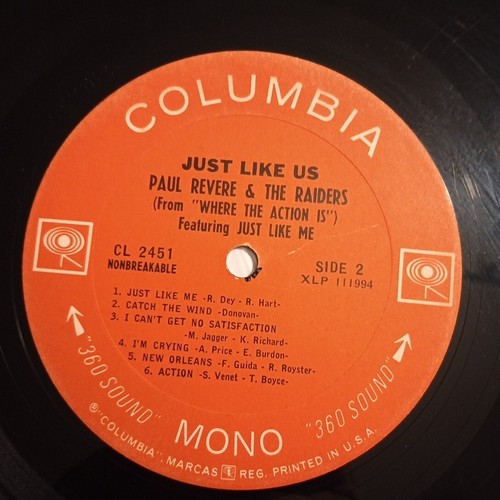 COLUMBIA
JUST LIKE US
PAUL REVERE & THE RAIDERS
(From "WHERE THE ACTION IS")
Featuring JUST LIKE ME
CL 2451
NONBREAKABLE
SIDE 2
XLP 111994
1. JUST LIKE ME -R. Dey - R. Hart-
2. CATCH THE WIND -Donovan-
3. I CAN'T GET NO SATISFACTION
-M. Jagger - K. Richard-
4. I'M CRYING -A. Price - E. Burdon-
5. NEW ORLEANS -F. Guida - R. Royster-
6. ACTION -S. Venet - T. Boyce-
"360 SOUND" MONO "360 SOUND"
℗"COLUMBIA", MARCAS REG. PRINTED IN U.S.A.